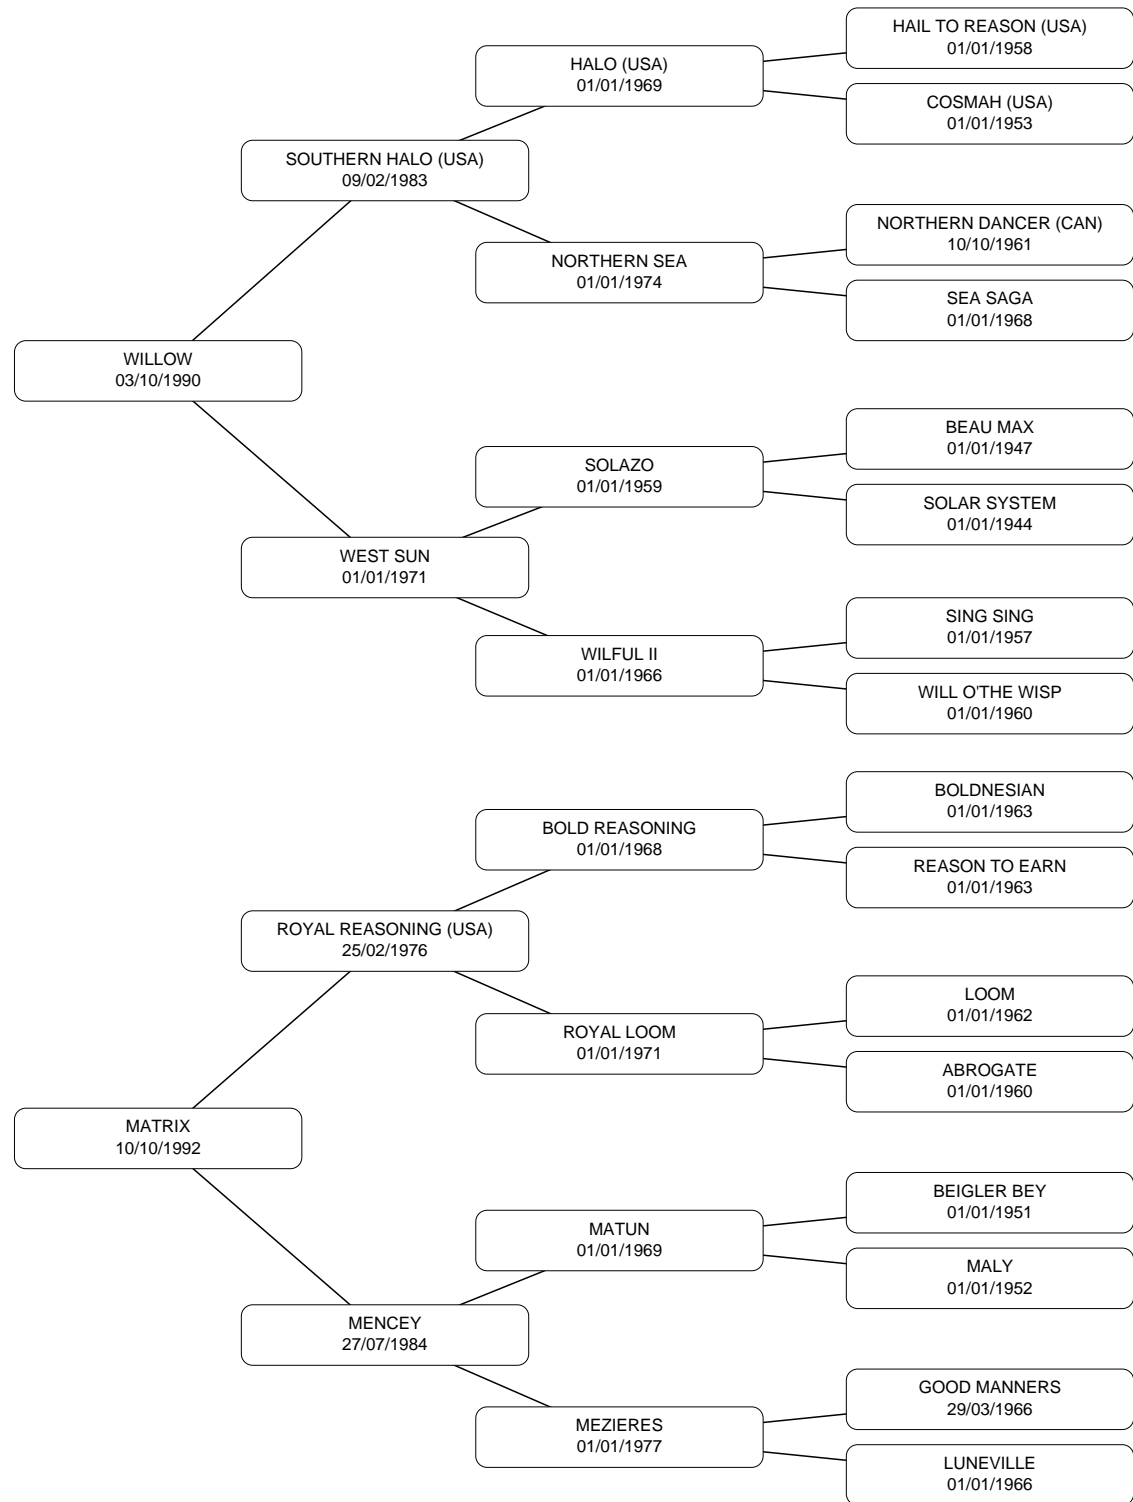 HAIL TO REASON (USA)
01/01/1958
HALO (USA)
01/01/1969
COSMAH (USA)
01/01/1953
SOUTHERN HALO (USA)
09/02/1983
NORTHERN DANCER (CAN)
10/10/1961
NORTHERN SEA
01/01/1974
SEA SAGA
01/01/1968
WILLOW
03/10/1990
BEAU MAX
01/01/1947
SOLAZO
01/01/1959
SOLAR SYSTEM
01/01/1944
WEST SUN
01/01/1971
SING SING
01/01/1957
WILFUL II
01/01/1966
WILL O'THE WISP
01/01/1960
BOLDNESIAN
01/01/1963
BOLD REASONING
01/01/1968
REASON TO EARN
01/01/1963
ROYAL REASONING (USA)
25/02/1976
LOOM
01/01/1962
ROYAL LOOM
01/01/1971
ABROGATE
01/01/1960
MATRIX
10/10/1992
BEIGLER BEY
01/01/1951
MATUN
01/01/1969
MALY
01/01/1952
MENCEY
27/07/1984
GOOD MANNERS
29/03/1966
MEZIERES
01/01/1977
LUNEVILLE
01/01/1966